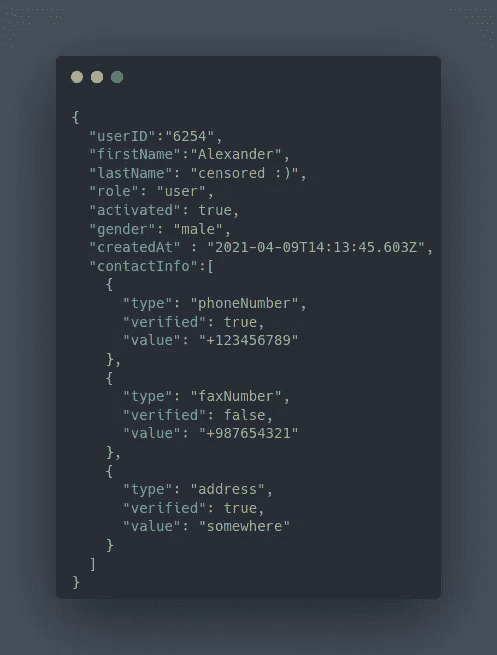 {
  "userID":"6254",
  "firstName":"Alexander",
  "lastName": "censored :)",
  "role": "user",
  "activated": true,
  "gender": "male",
  "createdAt" : "2021-04-09T14:13:45.603Z",
  "contactInfo":[
    {
      "type": "phoneNumber",
      "verified": true,
      "value": "+123456789"
    },
    {
      "type": "faxNumber",
      "verified": false,
      "value": "+987654321"
    },
    {
      "type": "address",
      "verified": true,
      "value": "somewhere"
    }
  ]
}